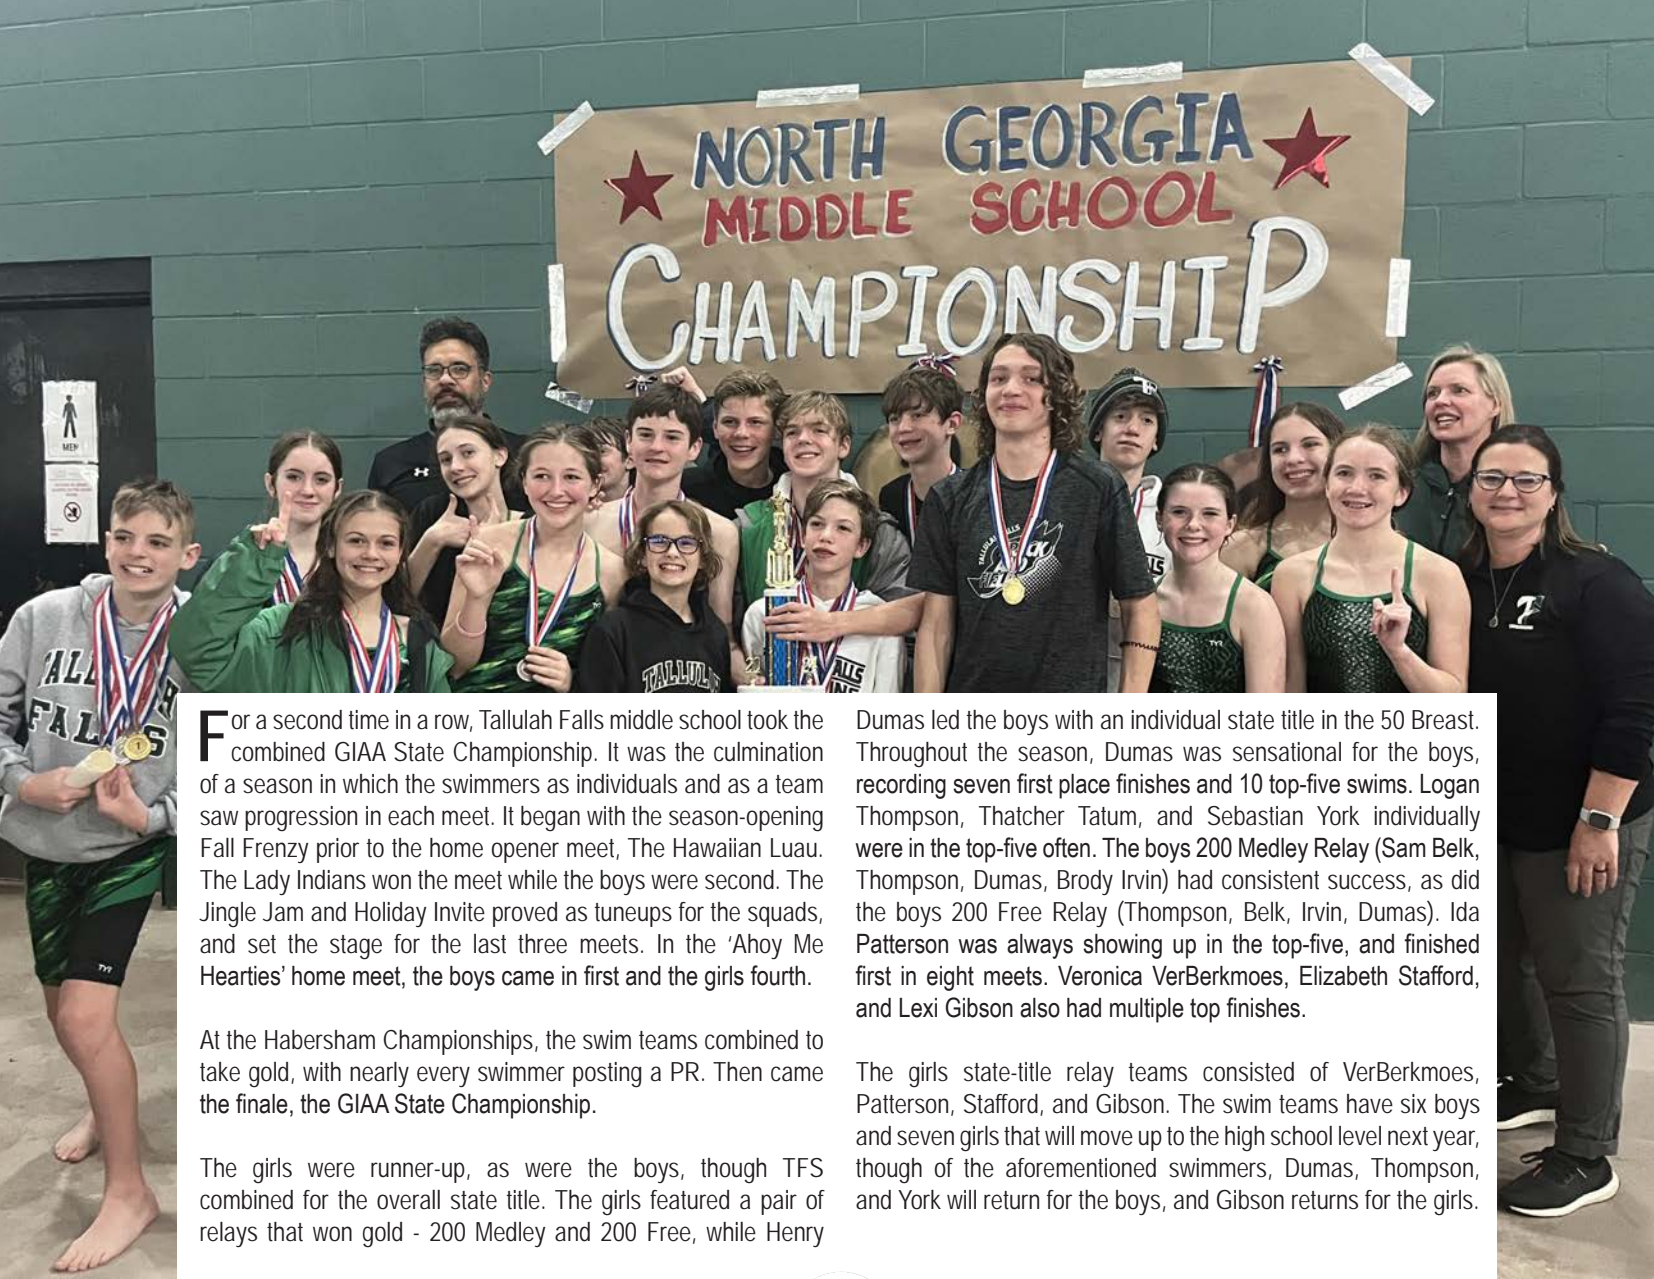 NORTH GEORGIA
MIDDLE SCHOOL
CHAMPIONSHIP
MEN
TALLULAH
FALLS
For a second time in a row, Tallulah Falls middle school took the
combined GIAA State Championship. It was the culmination
of a season in which the swimmers as individuals and as a team
saw progression in each meet. It began with the season-opening
Fall Frenzy prior to the home opener meet, The Hawaiian Luau.
The Lady Indians won the meet while the boys were second. The
Jingle Jam and Holiday Invite proved as tuneups for the squads,
and set the stage for the last three meets. In the ‘Ahoy Me
Hearties’ home meet, the boys came in first and the girls fourth.
At the Habersham Championships, the swim teams combined to
take gold, with nearly every swimmer posting a PR. Then came
the finale, the GIAA State Championship.
The girls were runner-up, as were the boys, though TFS
combined for the overall state title. The girls featured a pair of
relays that won gold - 200 Medley and 200 Free, while Henry
Dumas led the boys with an individual state title in the 50 Breast.
Throughout the season, Dumas was sensational for the boys,
recording seven first place finishes and 10 top-five swims. Logan
Thompson, Thatcher Tatum, and Sebastian York individually
were in the top-five often. The boys 200 Medley Relay (Sam Belk,
Thompson, Dumas, Brody Irvin) had consistent success, as did
the boys 200 Free Relay (Thompson, Belk, Irvin, Dumas). Ida
Patterson was always showing up in the top-five, and finished
first in eight meets. Veronica VerBerkmoes, Elizabeth Stafford,
and Lexi Gibson also had multiple top finishes.
The girls state-title relay teams consisted of VerBerkmoes,
Patterson, Stafford, and Gibson. The swim teams have six boys
and seven girls that will move up to the high school level next year,
though of the aforementioned swimmers, Dumas, Thompson,
and York will return for the boys, and Gibson returns for the girls.